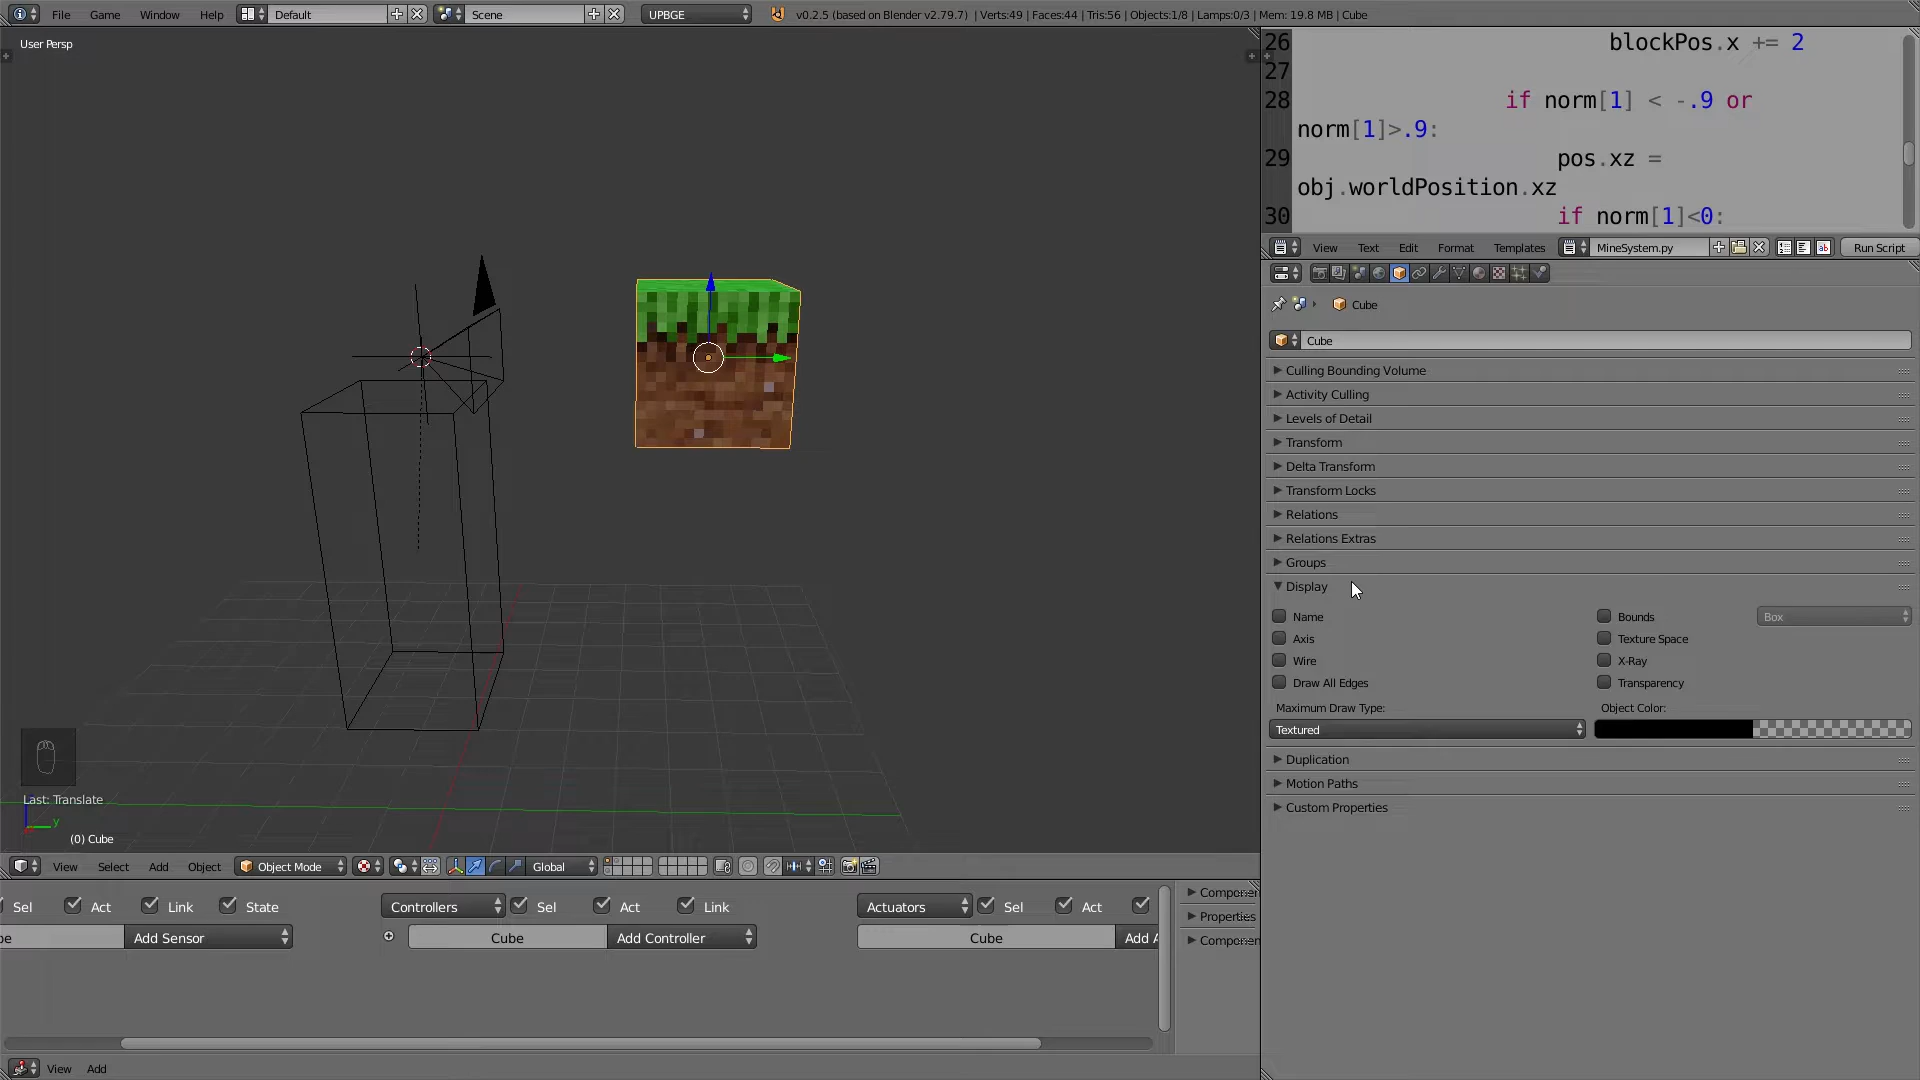 File Game Window Help Default Scene UPBGE v0.2.5 (based on Blender v2.79.7) | Verts:49 | Faces:44 | Tris:56 | Objects:1/8 | Lamps:0/3 | Mem: 19.8 MB | Cube
User Persp
26 blockPos.x += 2
27
28 if norm[1] < -.9 or
norm[1]>.9:
29 pos.xz =
obj.worldPosition.xz
30 if norm[1]<0:
View Text Edit Format Templates MineSystem.py Run Script
Cube
Cube
Culling Bounding Volume
Activity Culling
Levels of Detail
Transform
Delta Transform
Transform Locks
Relations
Relations Extras
Groups
Display
Name Bounds Box
Axis Texture Space
Wire X-Ray
Draw All Edges Transparency
Maximum Draw Type: Object Color:
Textured
Duplication
Motion Paths
Custom Properties
Last: Translate
y
(0) Cube
View Select Add Object Object Mode Global
Sel Act Link State Controllers Sel Act Link Actuators Sel Act
be Add Sensor Cube Add Controller Cube Add A
Componen
Properties
Componen
View Add